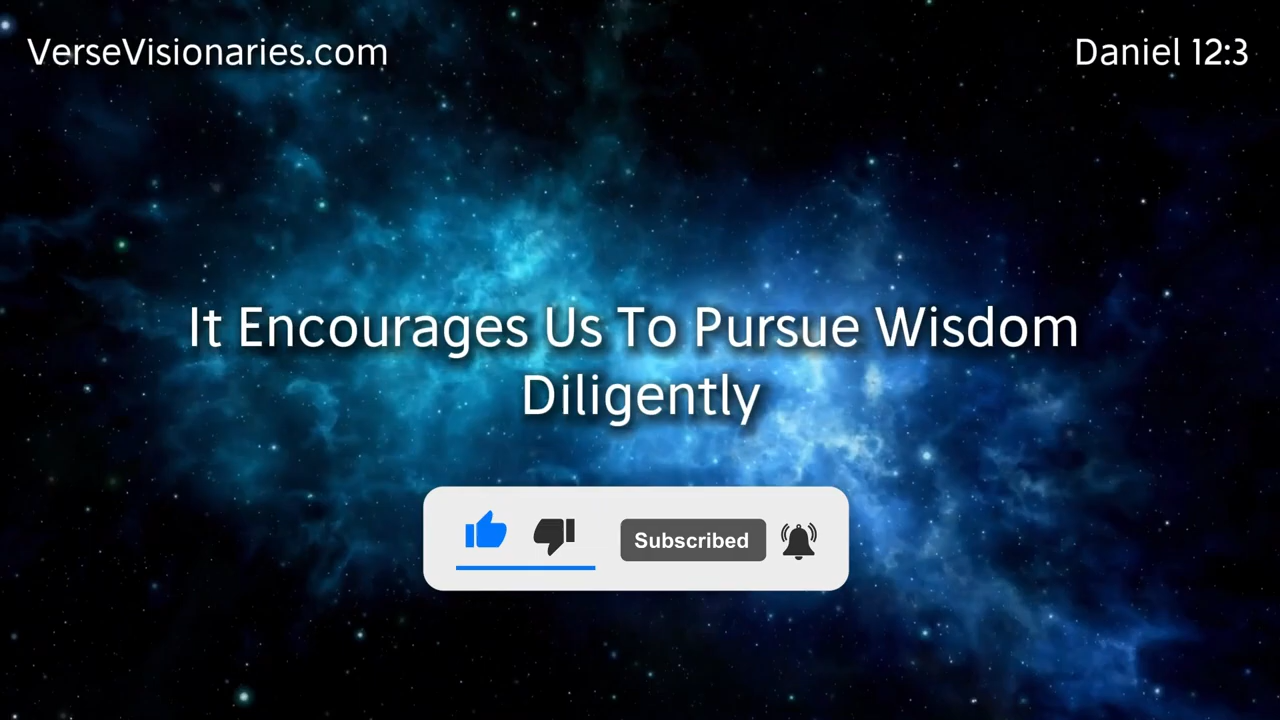 VerseVisionaries.com
Daniel 12:3
It Encourages Us To Pursue Wisdom
Diligently
Subscribed